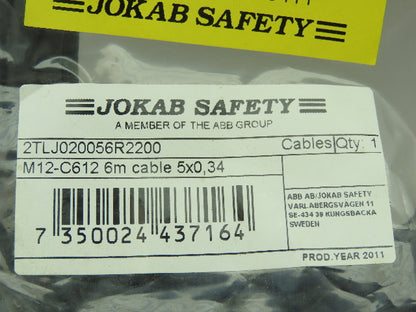 JOKAB SAFETY
JOKAB SAFETY
A MEMBER OF THE ABB GROUP
2TLJ020056R2200 Cables Qty: 1
M12-C612 6m cable 5x0,34
ABB AB/JOKAB SAFETY
VARLABERGSVÄGEN 11
SE-434 39 KUNGSBACKA
SWEDEN
7 350024 437164
PROD.YEAR 2011